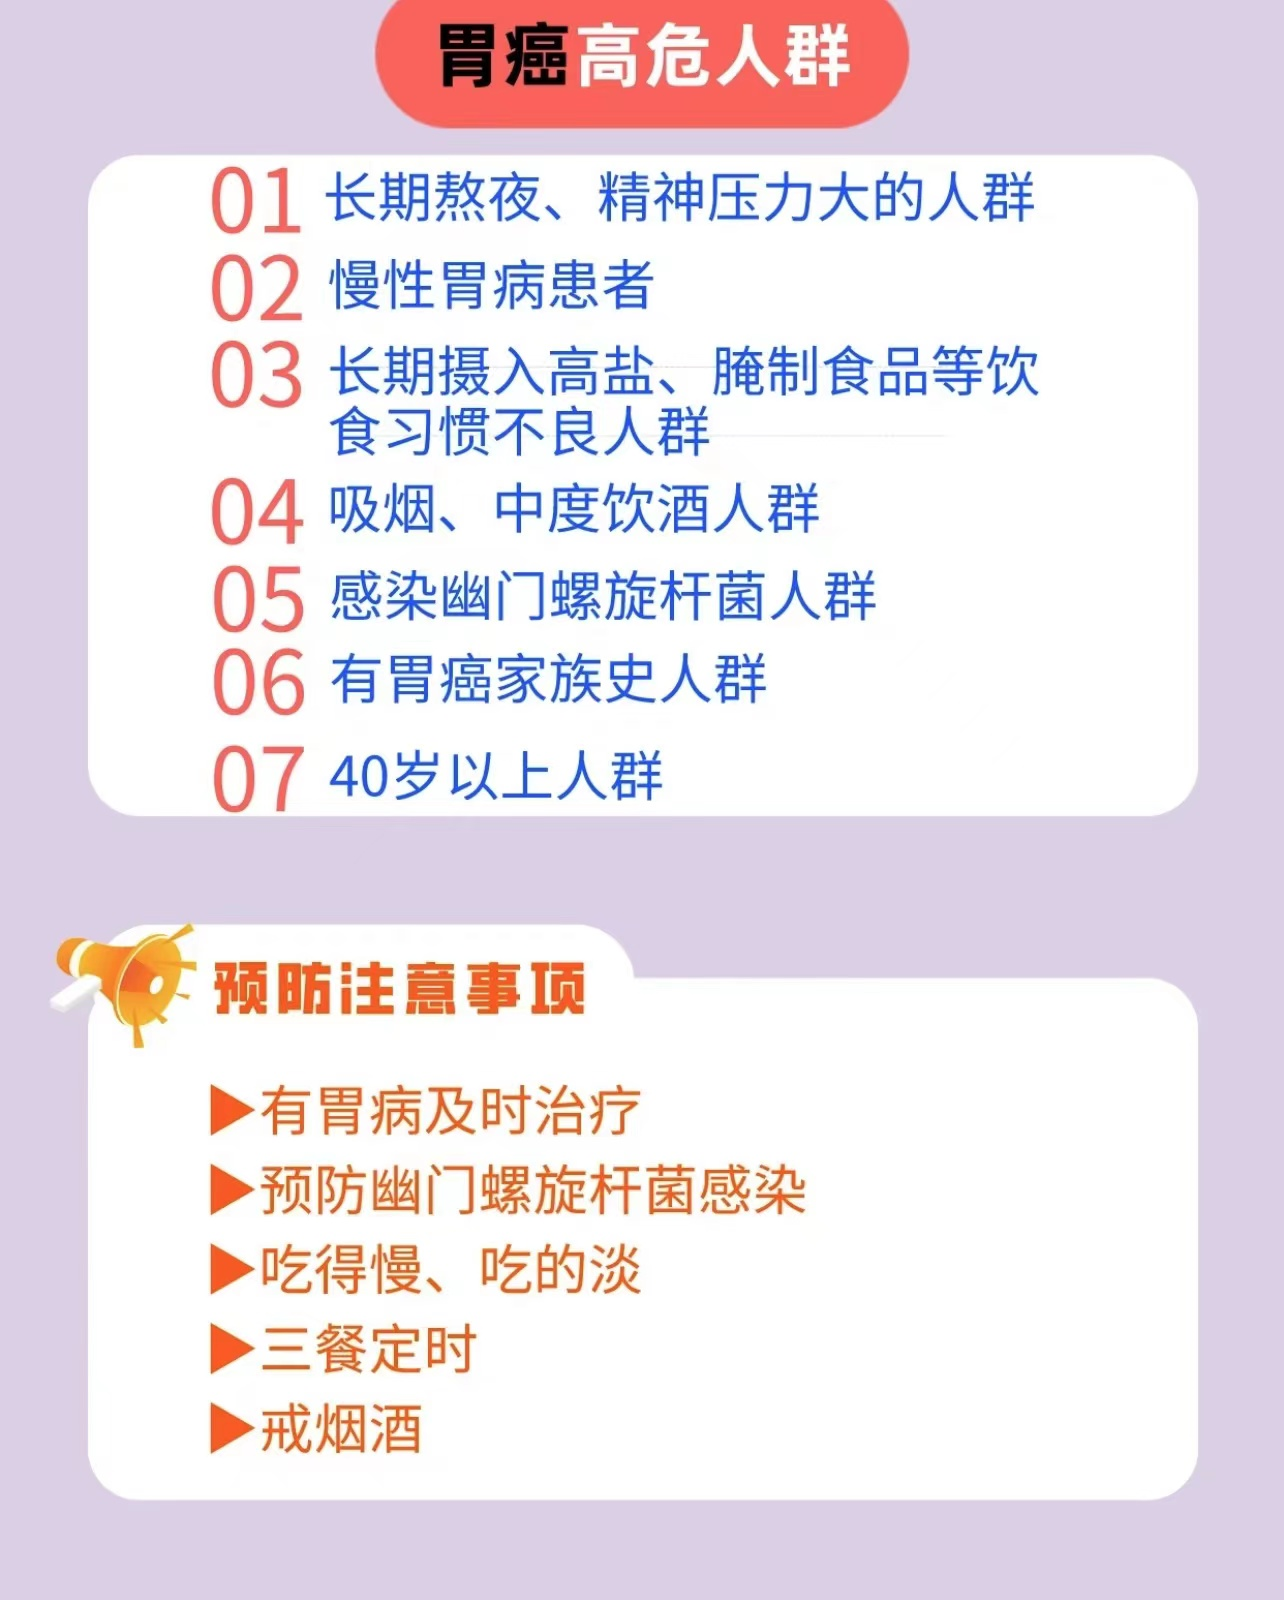 胃癌高危人群
01 长期熬夜、精神压力大的人群
02 慢性胃病患者
03 长期摄入高盐、腌制食品等饮
食习惯不良人群
04 吸烟、中度饮酒人群
05 感染幽门螺旋杆菌人群
06 有胃癌家族史人群
07 40岁以上人群
预防注意事项
▶有胃病及时治疗
▶预防幽门螺旋杆菌感染
▶吃得慢、吃的淡
▶三餐定时
▶戒烟酒